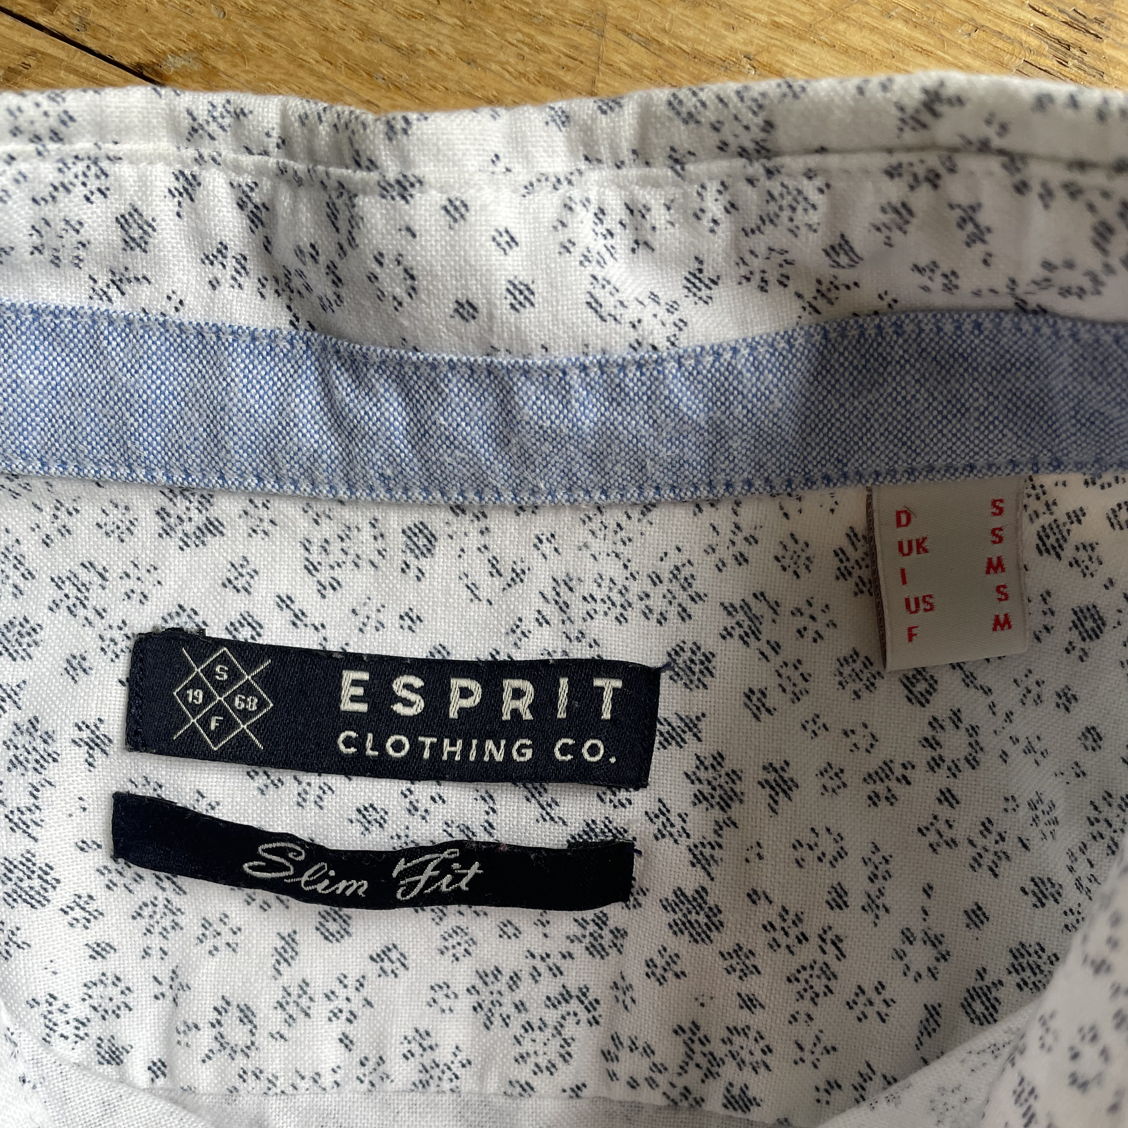 D S
UK S
I M
US S
F M
S
19 68
F
ESPRIT
CLOTHING CO.
Slim Fit